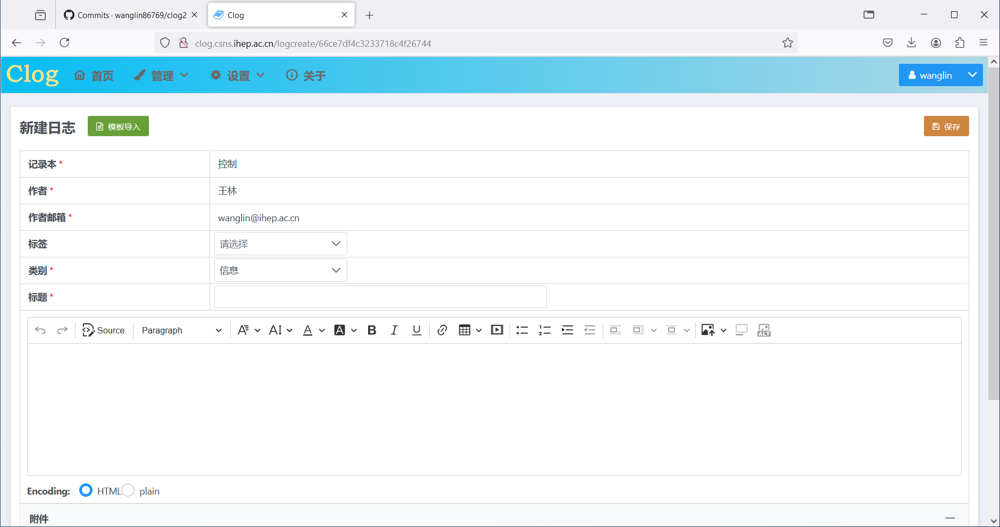 Commits · wanglin86769/clog2
Clog
clog.csns.ihep.ac.cn/logcreate/66ce7df4c3233718c4f26744
Clog 首页 管理 设置 关于 wanglin
新建日志 模板导入 保存
记录本 * 控制
作者 * 王林
作者邮箱 * wanglin@ihep.ac.cn
标签 请选择
类别 * 信息
标题 *
Source Paragraph A A A A B I U ALT
Encoding: HTML plain
附件